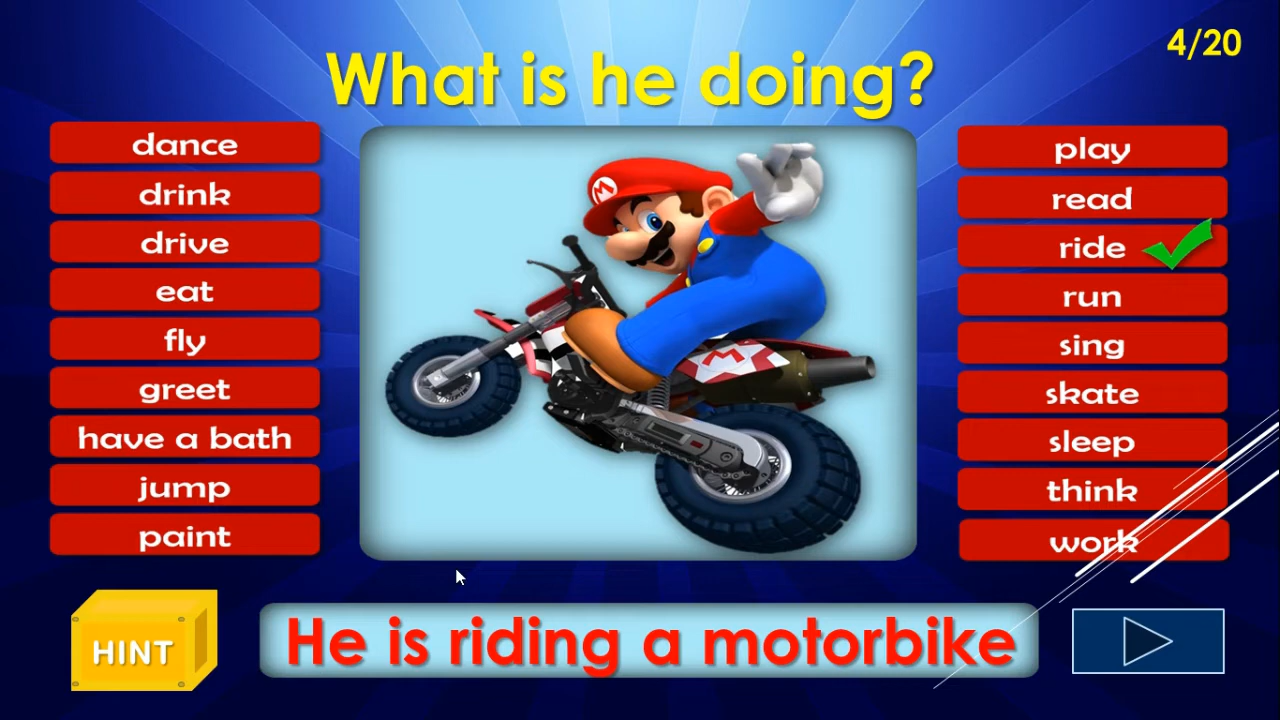 4/20
What is he doing?
dance
drink
drive
eat
fly
greet
have a bath
jump
paint
M
M
play
read
ride
run
sing
skate
sleep
think
work
HINT
He is riding a motorbike